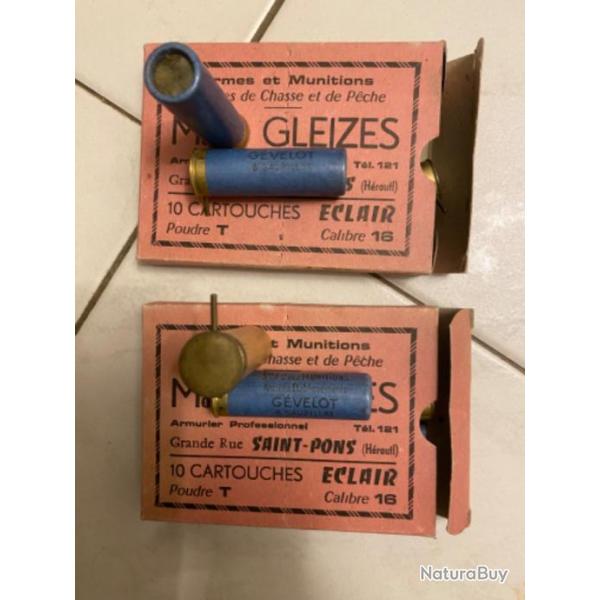 rmes et Munitions
es de Chasse et de Pêche
GLEIZES
GEVELOT
Tél. 121
(Hérault)
10 CARTOUCHES ECLAIR
Poudre T
Calibre 16
et Munitions
Chasse et de Pêche
ES
GÉVELOT
Armurier Professionnel
Tél. 121
Grande Rue SAINT-PONS (Hérault)
10 CARTOUCHES ECLAIR
Poudre T
Calibre 16
NaturaBuy